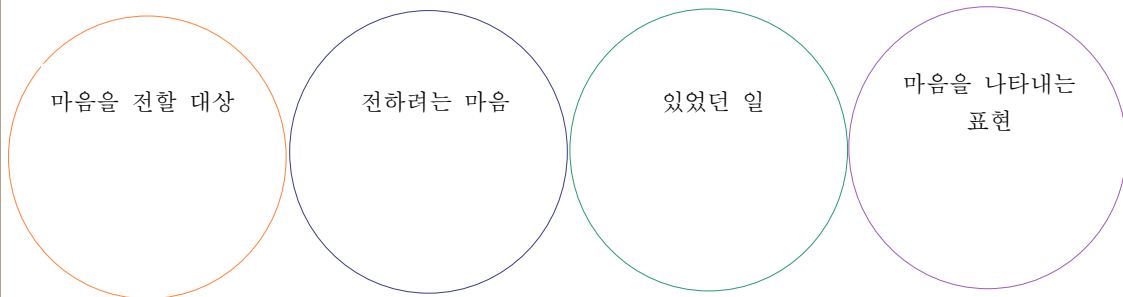 마음을 전할 대상
전하려는 마음
있었던 일
마음을 나타내는
표현